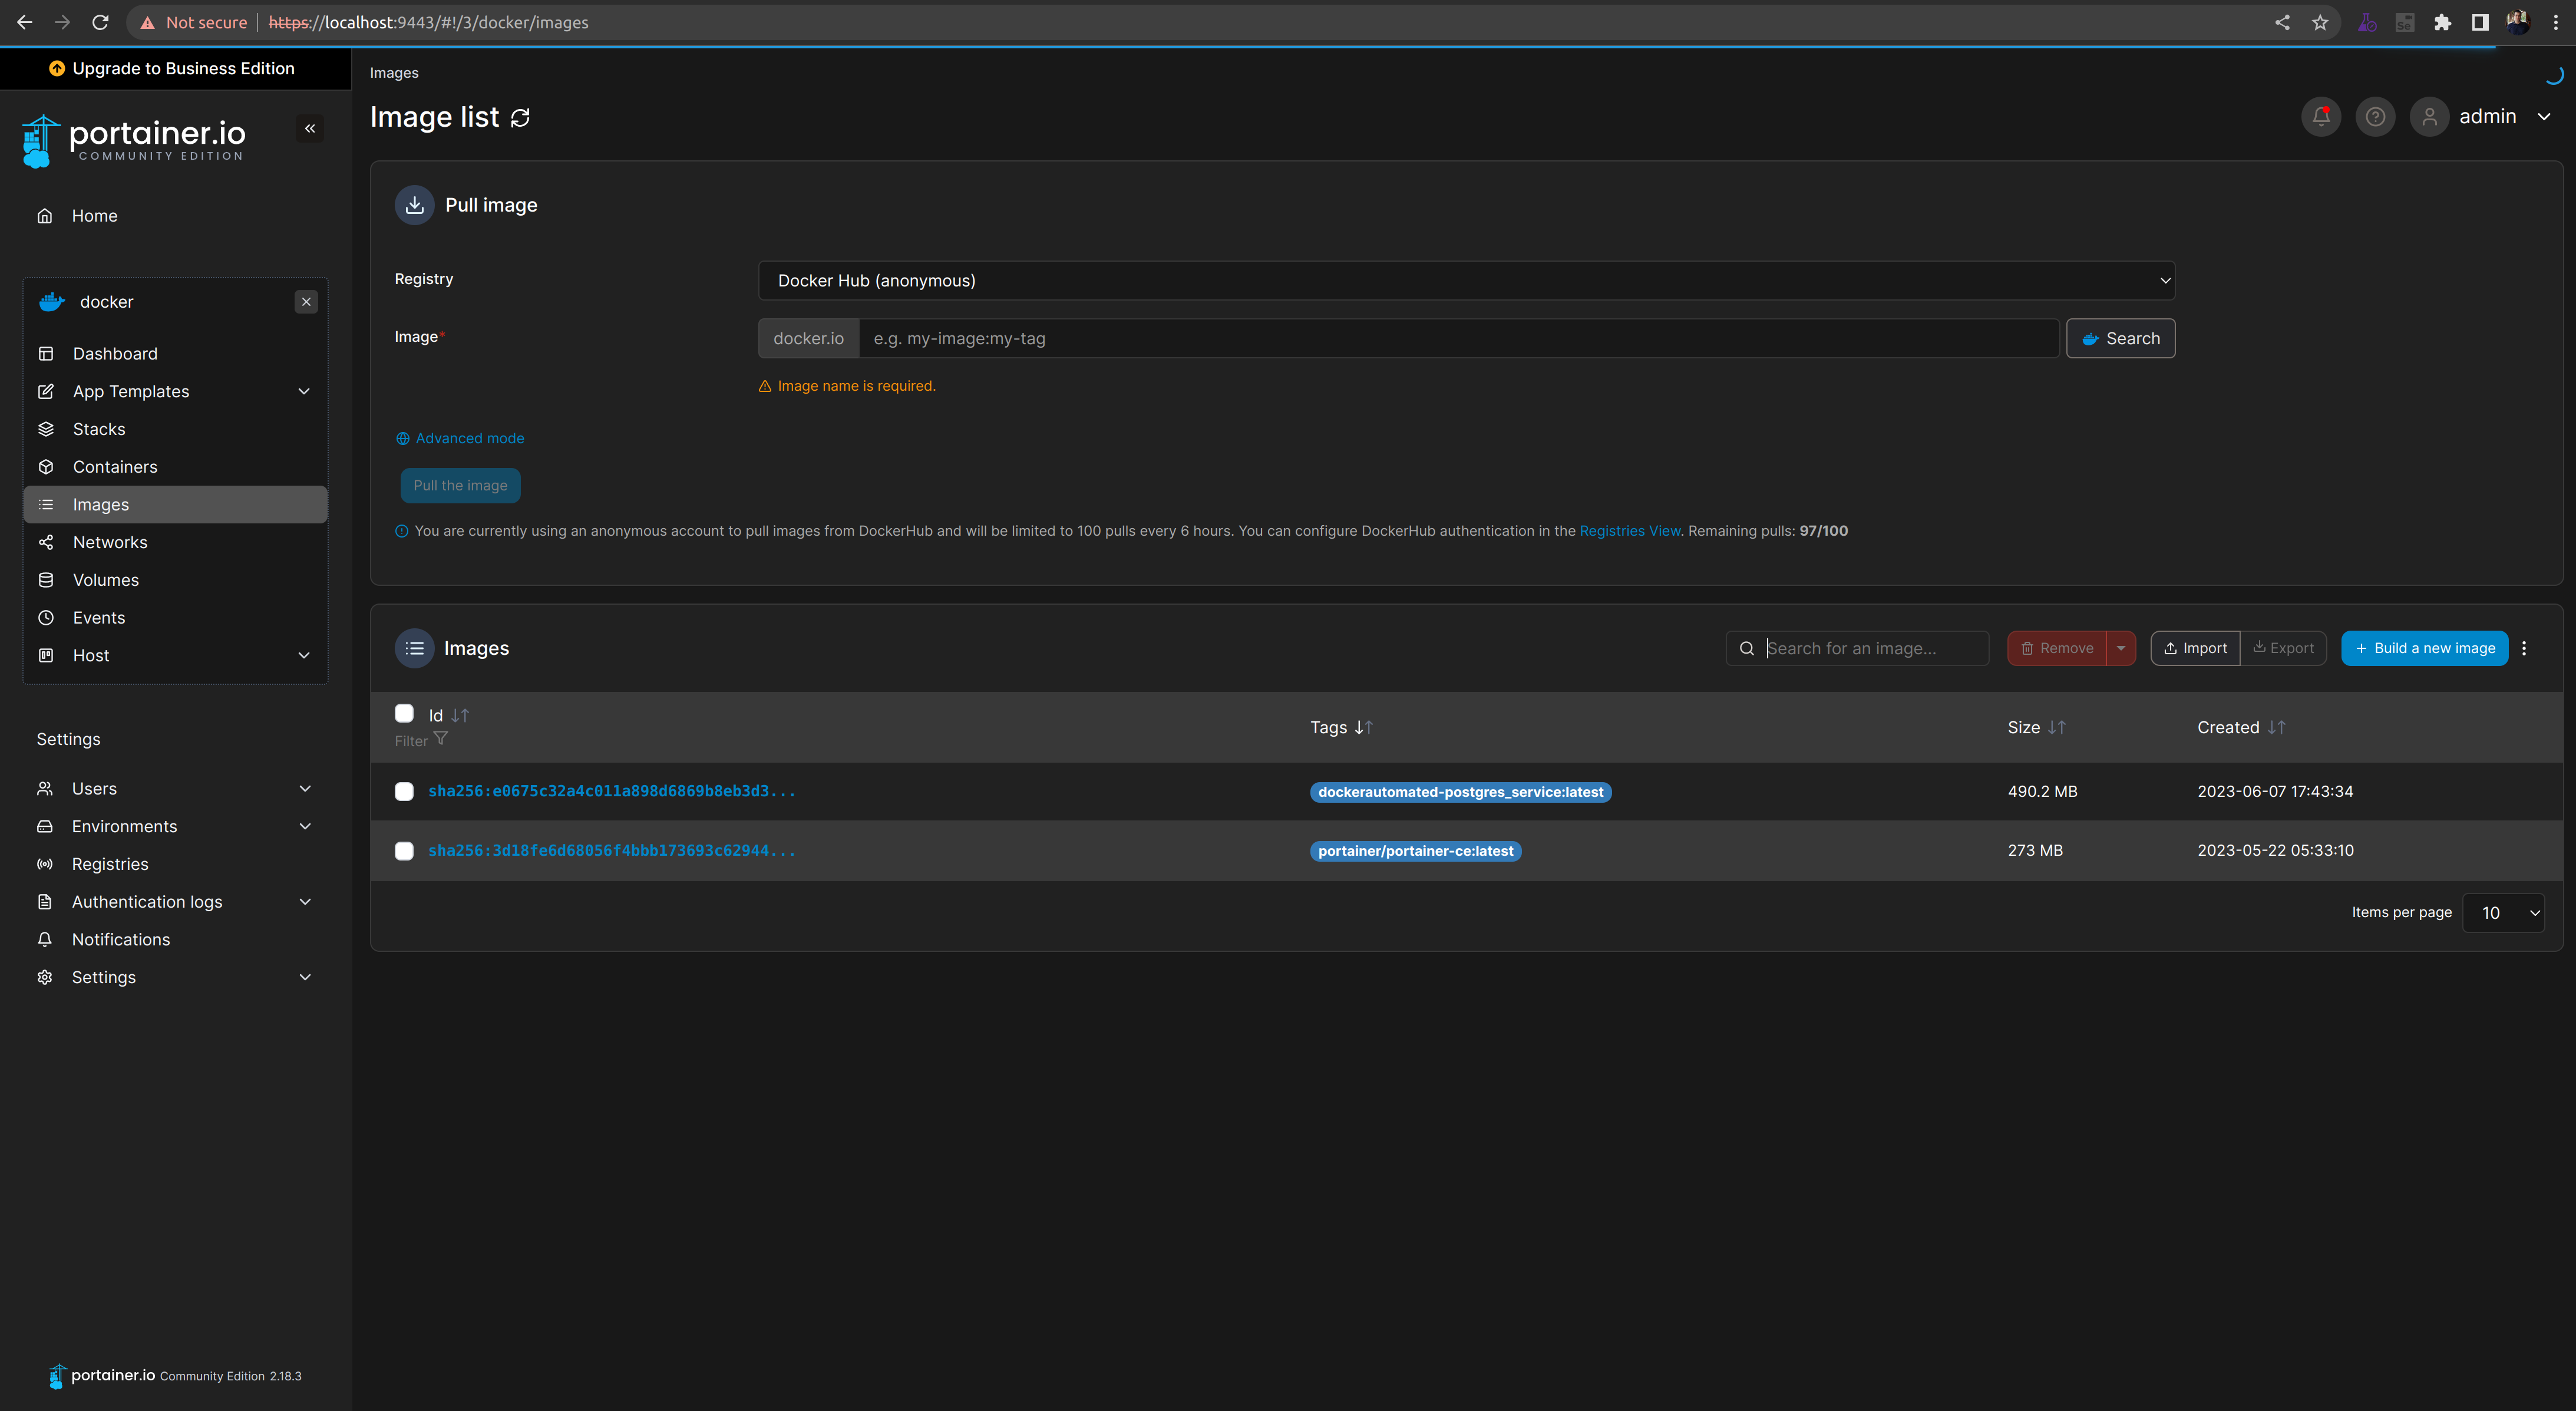 Not secure | https://localhost:9443/#!/3/docker/images
Upgrade to Business Edition
portainer.io
COMMUNITY EDITION
Home
docker
Dashboard
App Templates
Stacks
Containers
Images
Networks
Volumes
Events
Host
Settings
Users
Environments
Registries
Authentication logs
Notifications
Settings
portainer.io Community Edition 2.18.3
Images
Image list
admin
Pull image
Registry
Docker Hub (anonymous)
Image*
docker.io e.g. my-image:my-tag Search
Image name is required.
Advanced mode
Pull the image
You are currently using an anonymous account to pull images from DockerHub and will be limited to 100 pulls every 6 hours. You can configure DockerHub authentication in the Registries View. Remaining pulls: 97/100
Images
Search for an image... Remove Import Export + Build a new image
Id Tags Size Created
Filter
sha256:e0675c32a4c011a898d6869b8eb3d3... dockerautomated-postgres_service:latest 490.2 MB 2023-06-07 17:43:34
sha256:3d18fe6d68056f4bbb173693c62944... portainer/portainer-ce:latest 273 MB 2023-05-22 05:33:10
Items per page 10